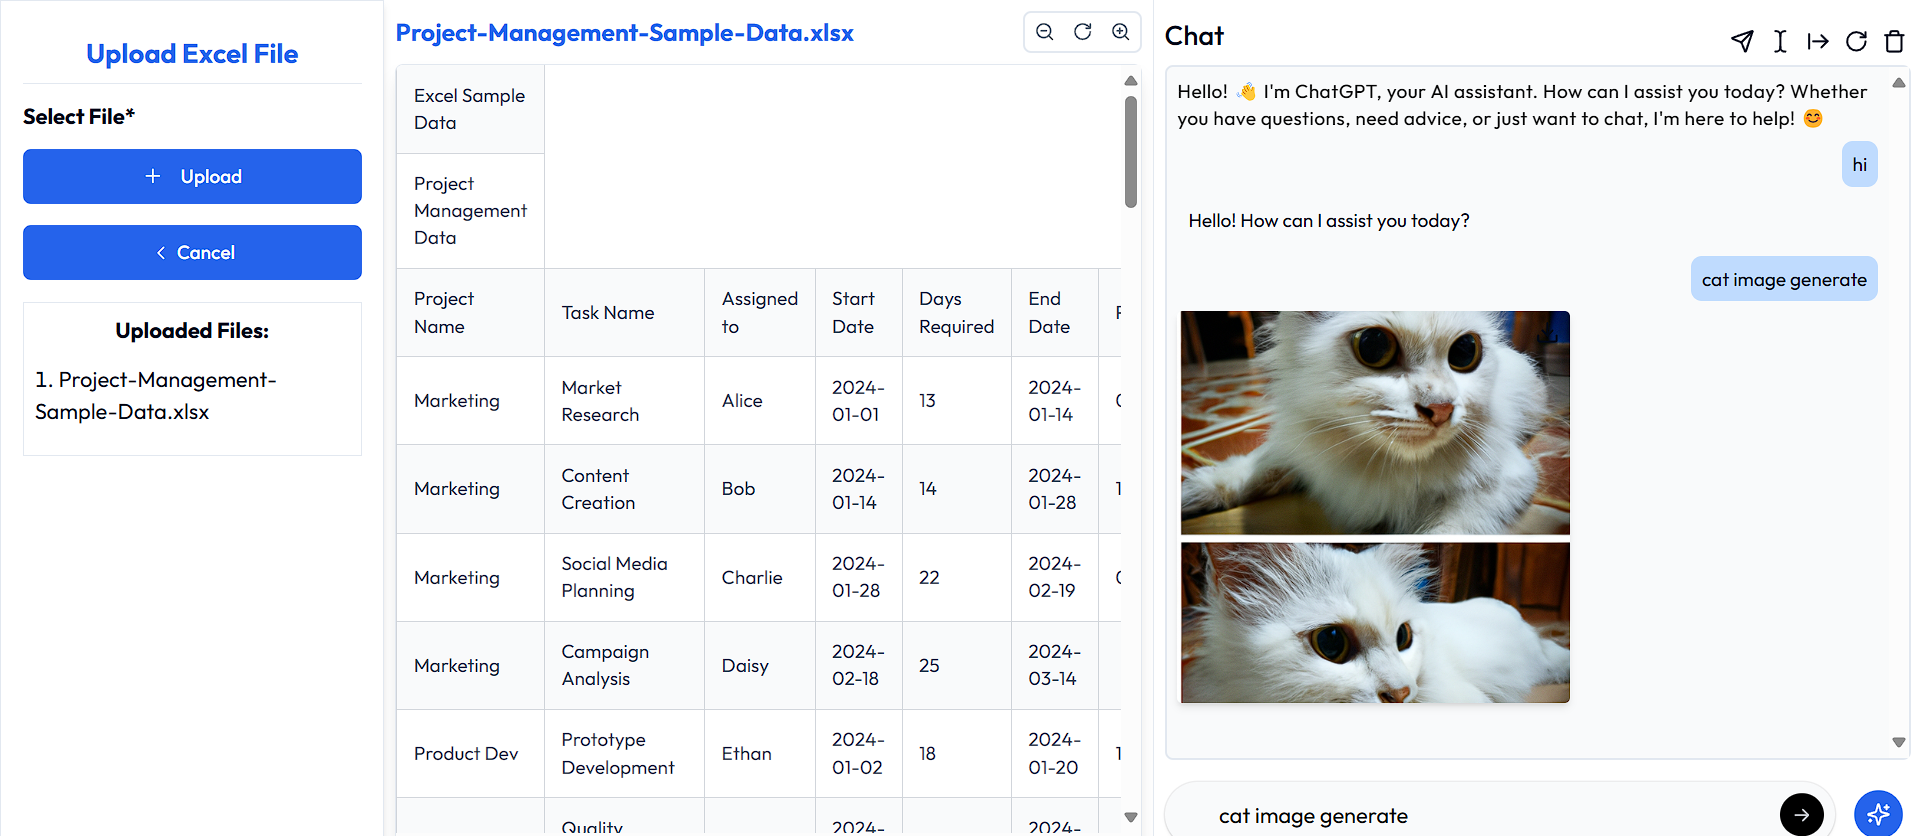 Upload Excel File
Select File*
Upload
Cancel
Uploaded Files:
1. Project-Management-
Sample-Data.xlsx
Project-Management-Sample-Data.xlsx
Excel Sample
Data
Project
Management
Data
Project
Name
Task Name
Assigned
to
Start
Date
Days
Required
End
Date
Marketing
Market
Research
Alice
2024-
01-01
13
2024-
01-14
Marketing
Content
Creation
Bob
2024-
01-14
14
2024-
01-28
Marketing
Social Media
Planning
Charlie
2024-
01-28
22
2024-
02-19
Marketing
Campaign
Analysis
Daisy
2024-
02-18
25
2024-
03-14
Product Dev
Prototype
Development
Ethan
2024-
01-02
18
2024-
01-20
Quality
2024-
2024-
Chat
Hello! 👋 I'm ChatGPT, your AI assistant. How can I assist you today? Whether
you have questions, need advice, or just want to chat, I'm here to help! 😊
hi
Hello! How can I assist you today?
cat image generate
cat image generate